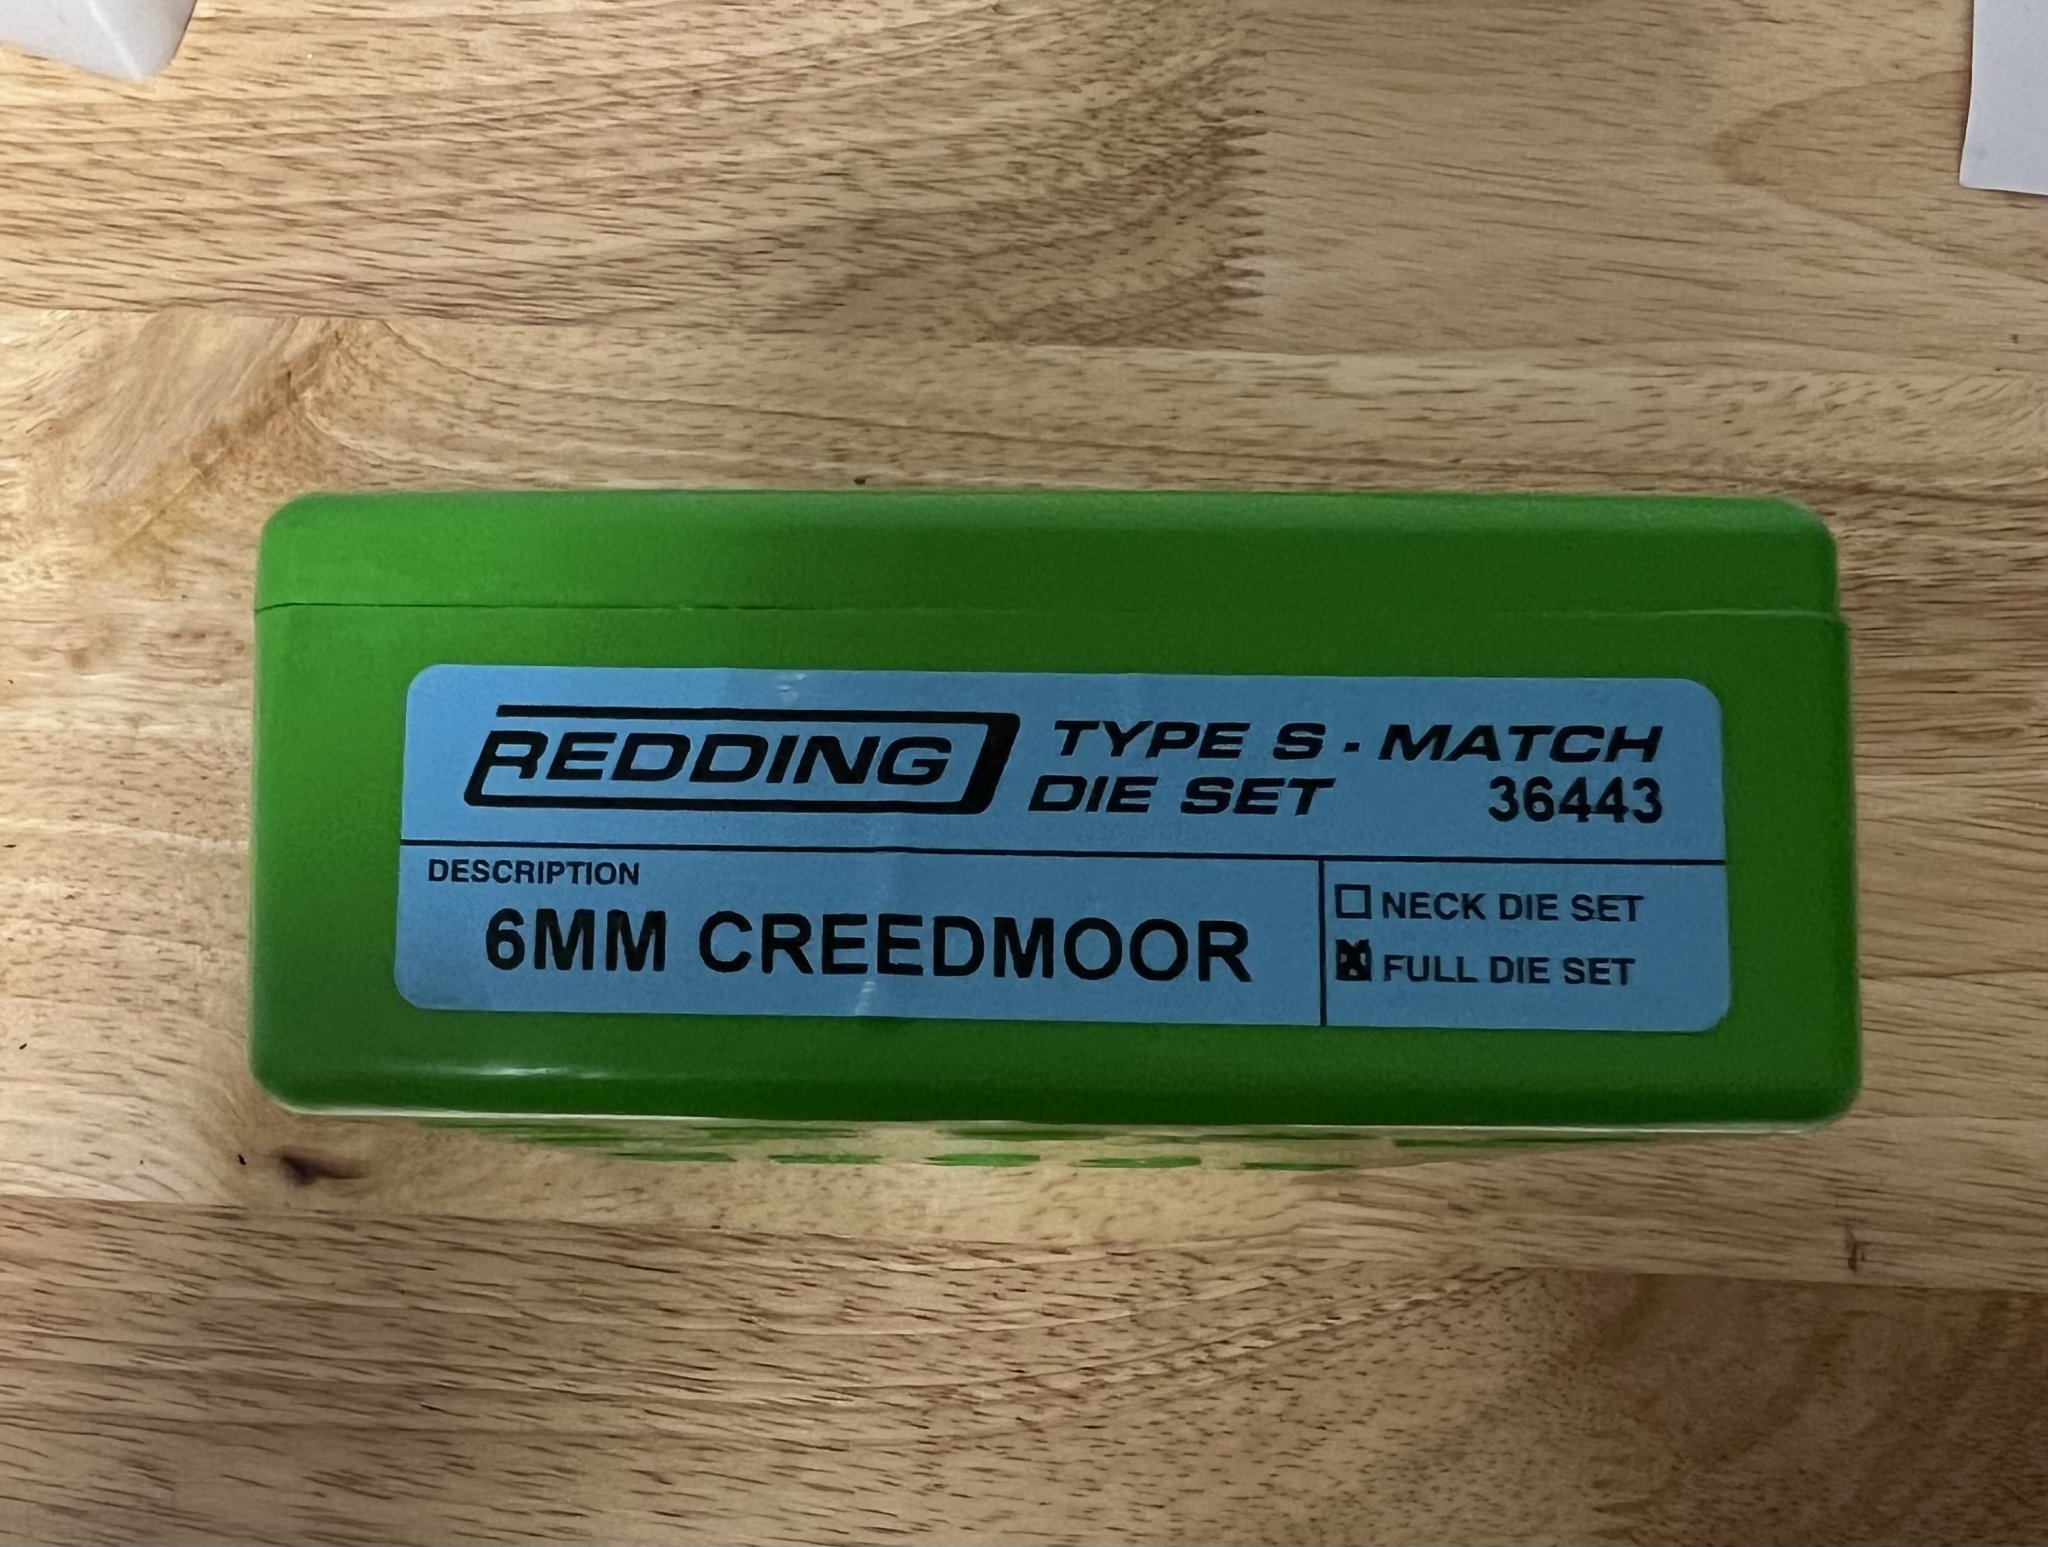 REDDING
TYPE S - MATCH
DIE SET 36443
DESCRIPTION
6MM CREEDMOOR
NECK DIE SET
FULL DIE SET